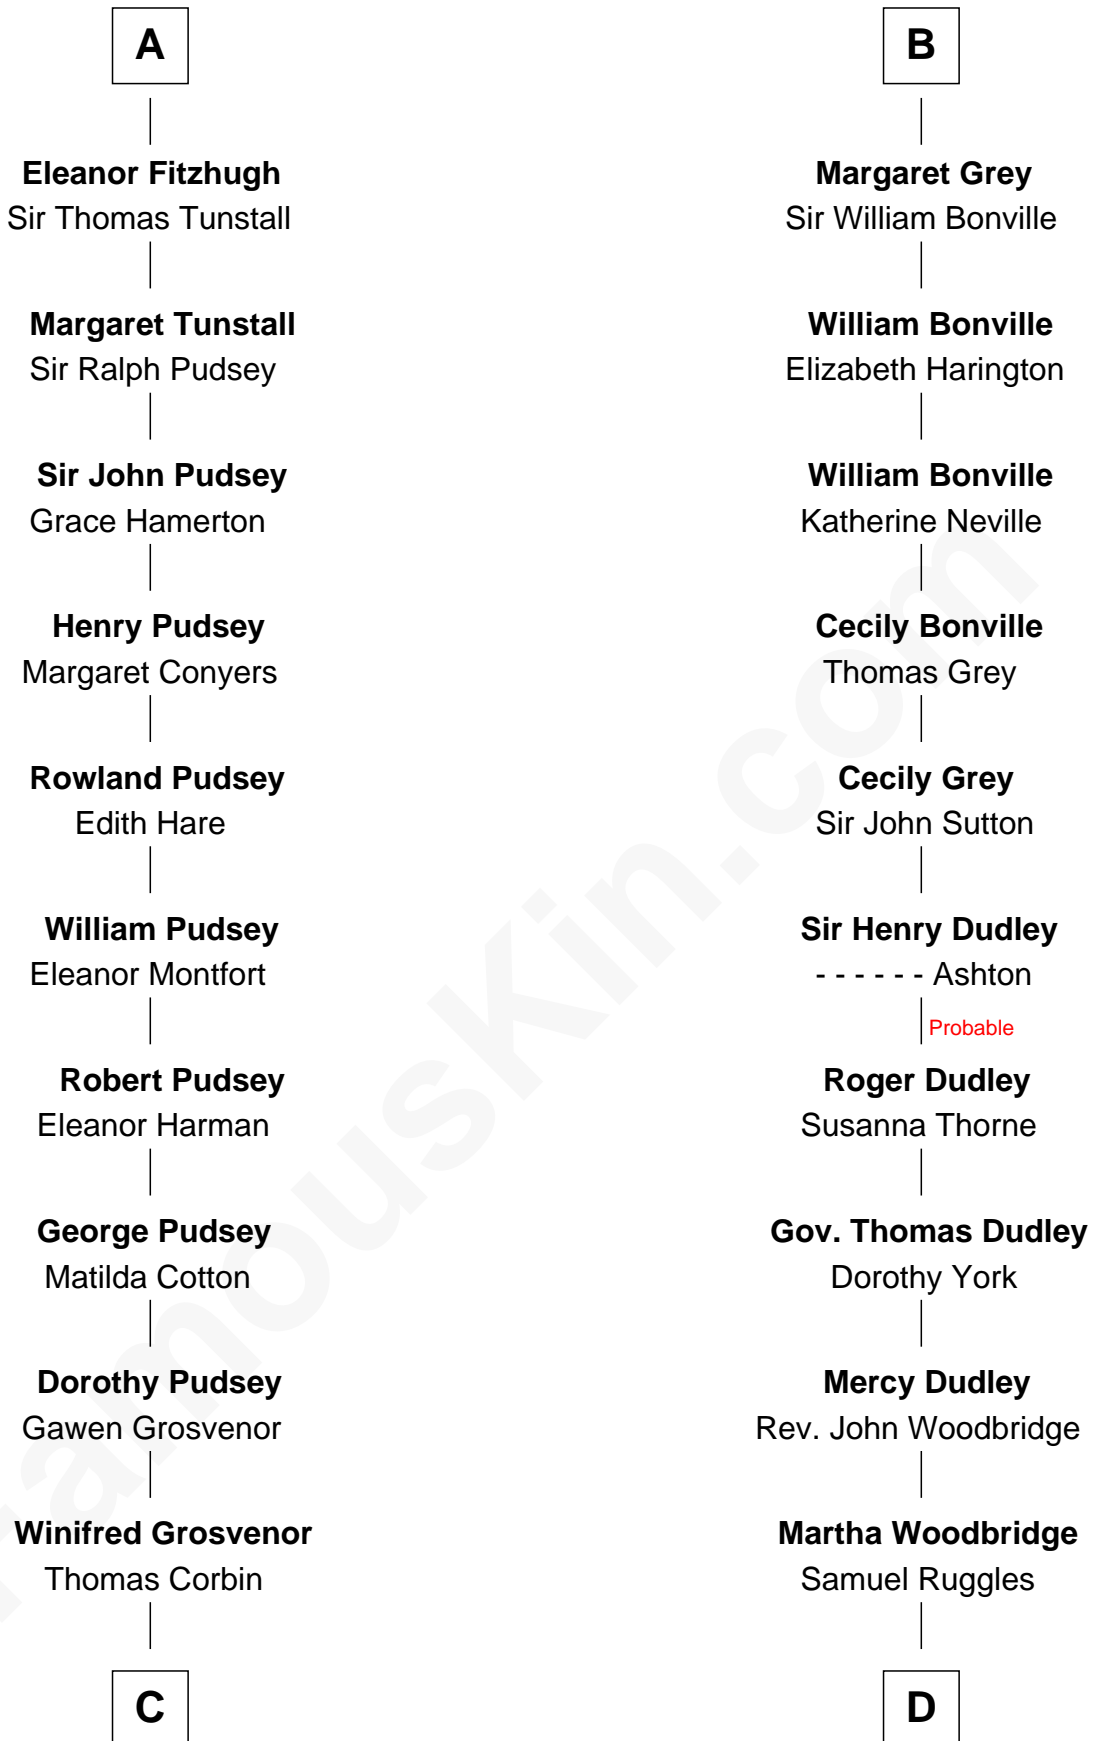 A
Eleanor Fitzhugh
Sir Thomas Tunstall
Margaret Tunstall
Sir Ralph Pudsey
Sir John Pudsey
Grace Hamerton
Henry Pudsey
Margaret Conyers
Rowland Pudsey
Edith Hare
William Pudsey
Eleanor Montfort
Robert Pudsey
Eleanor Harman
George Pudsey
Matilda Cotton
Dorothy Pudsey
Gawen Grosvenor
Winifred Grosvenor
Thomas Corbin
C
B
Margaret Grey
Sir William Bonville
William Bonville
Elizabeth Harington
William Bonville
Katherine Neville
Cecily Bonville
Thomas Grey
Cecily Grey
Sir John Sutton
Sir Henry Dudley
- - - - - - Ashton
Probable
Roger Dudley
Susanna Thorne
Gov. Thomas Dudley
Dorothy York
Mercy Dudley
Rev. John Woodbridge
Martha Woodbridge
Samuel Ruggles
D
FamousKin.com